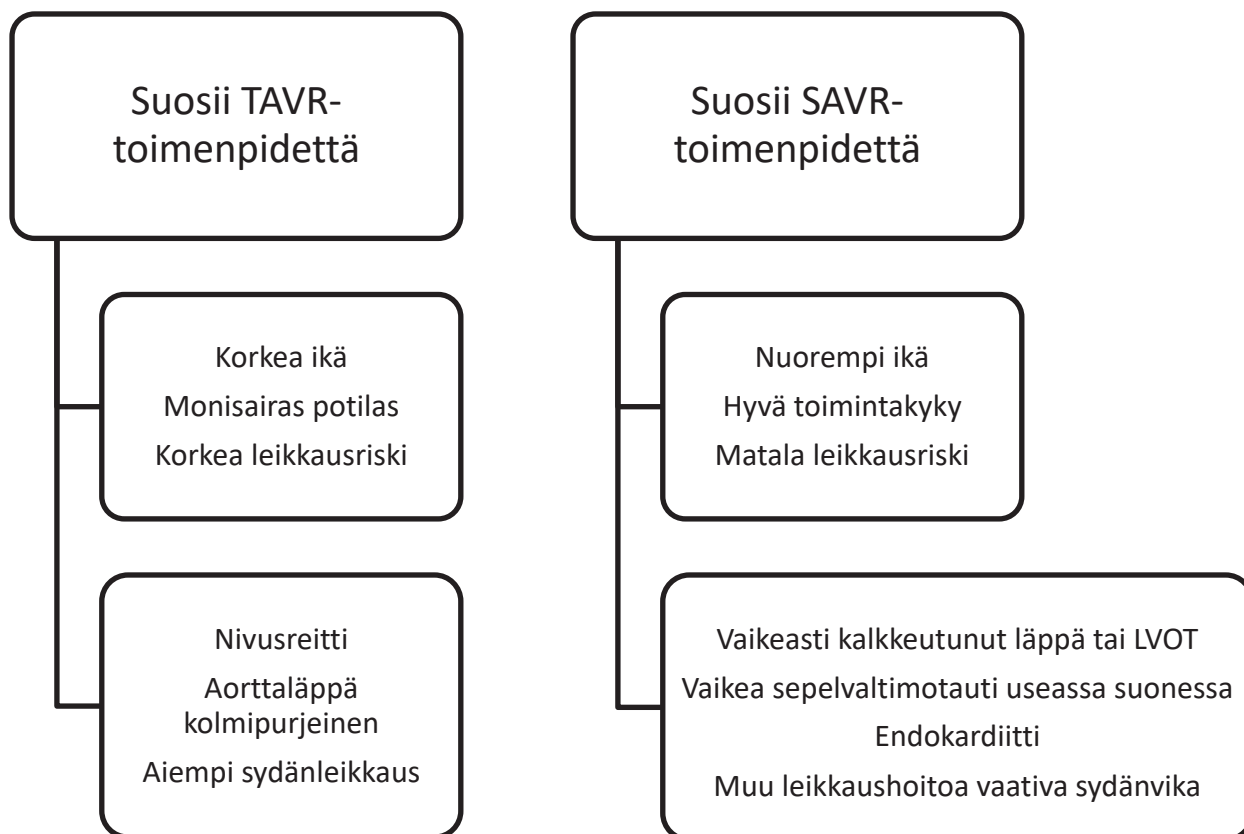 Suosii TAVR-
toimenpidettä
Korkea ikä
Monisairas potilas
Korkea leikkausriski
Nivusreitti
Aorttaläppä
kolmipurjeinen
Aiempi sydänleikkaus
Suosii SAVR-
toimenpidettä
Nuorempi ikä
Hyvä toimintakyky
Matala leikkausriski
Vaikeasti kalkkeutunut läppä tai LVOT
Vaikea sepelvaltimotauti useassa suonessa
Endokardiitti
Muu leikkaushoitoa vaativa sydänvika